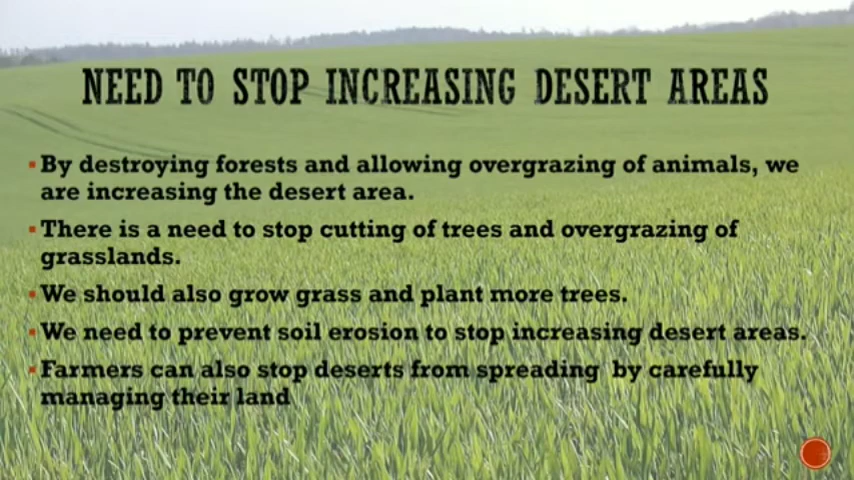 NEED TO STOP INCREASING DESERT AREAS
▪By destroying forests and allowing overgrazing of animals, we
are increasing the desert area.
▪There is a need to stop cutting of trees and overgrazing of
grasslands.
▪We should also grow grass and plant more trees.
▪We need to prevent soil erosion to stop increasing desert areas.
▪Farmers can also stop deserts from spreading  by carefully
managing their land